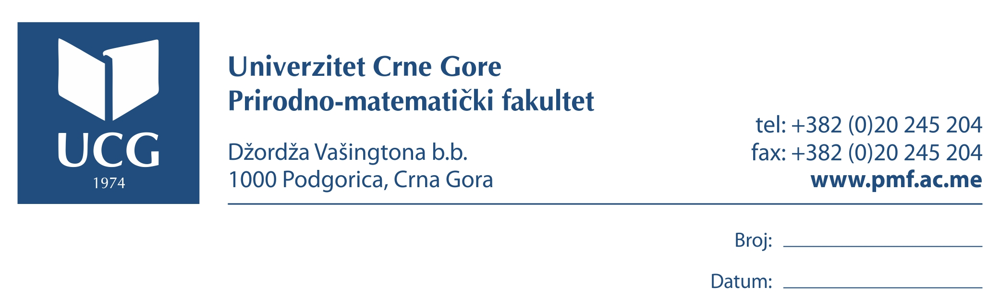 UCG
1974
Univerzitet Crne Gore
Prirodno-matematički fakultet
Džordža Vašingtona b.b.
1000 Podgorica, Crna Gora
tel: +382 (0)20 245 204
fax: +382 (0)20 245 204
www.pmf.ac.me
Broj:
Datum: